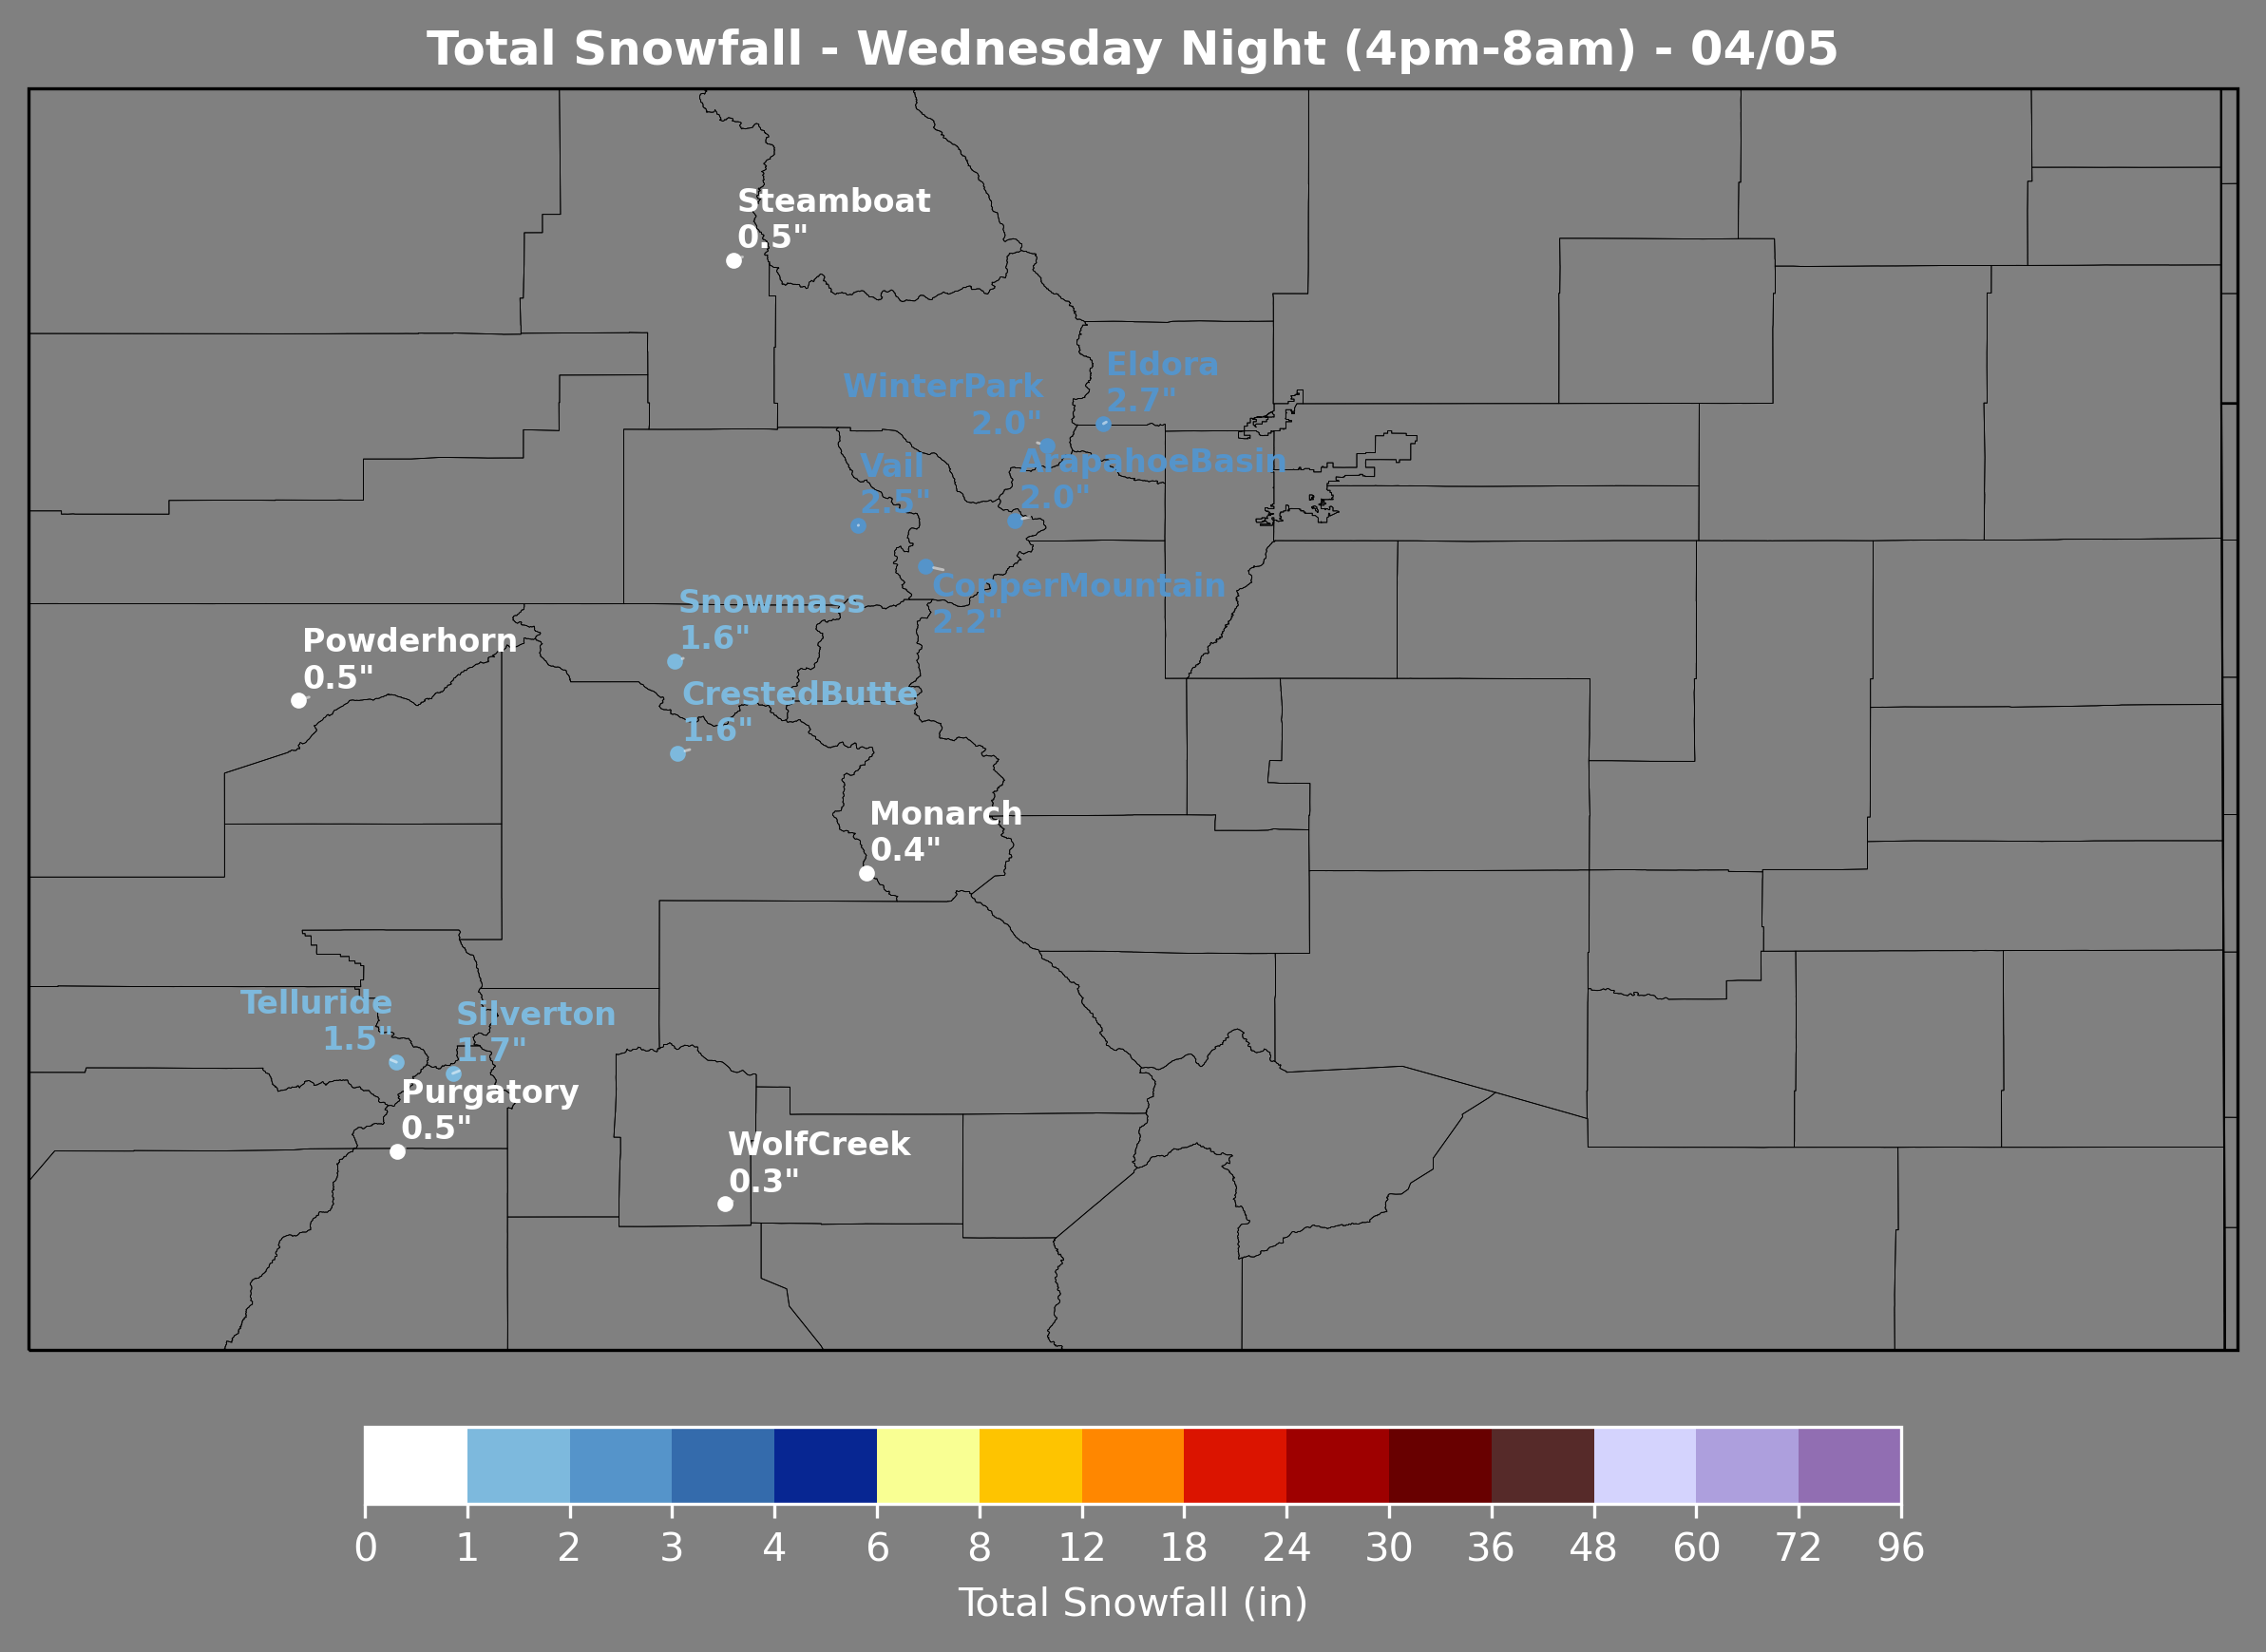 Total Snowfall - Wednesday Night (4pm-8am) - 04/05
Steamboat
0.5"
Eldora
2.7"
WinterPark
2.0"
Vail
2.5"
ArapahoeBasin
2.0"
CopperMountain
2.2"
Snowmass
1.6"
Powderhorn
0.5"
CrestedButte
1.6"
Monarch
0.4"
Telluride
1.5"
Silverton
1.7"
Purgatory
0.5"
WolfCreek
0.3"
0 1 2 3 4 6 8 12 18 24 30 36 48 60 72 96
Total Snowfall (in)